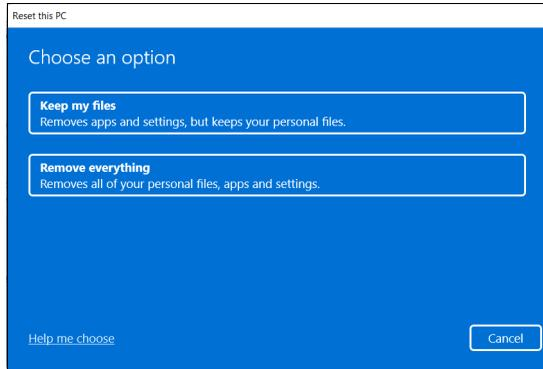 Reset this PC
Choose an option
Keep my files
Removes apps and settings, but keeps your personal files.
Remove everything
Removes all of your personal files, apps and settings.
Help me choose
Cancel